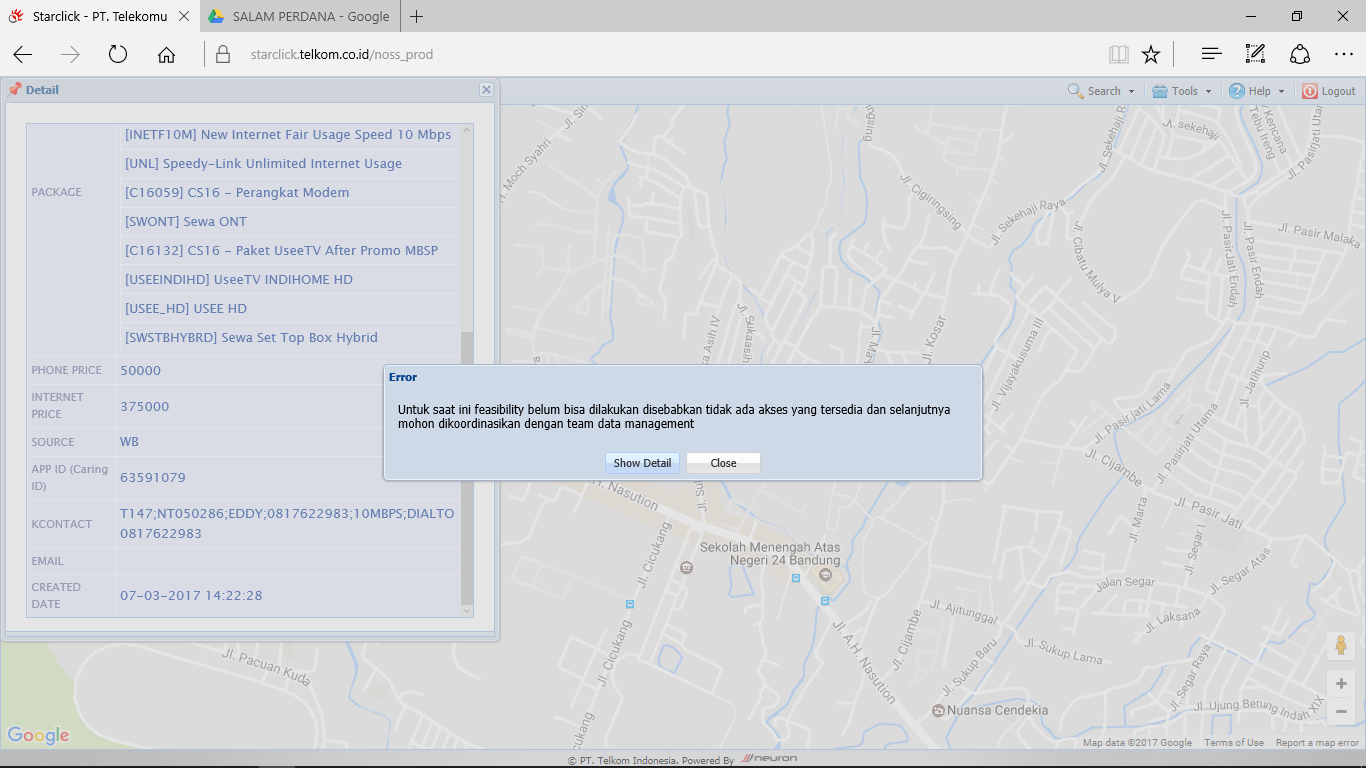 Starclick - PT. Telekomu
SALAM PERDANA - Google
starclick.telkom.co.id/noss_prod
Detail
Search
Tools
Help
Logout
PACKAGE
[INETF10M] New Internet Fair Usage Speed 10 Mbps
[UNL] Speedy-Link Unlimited Internet Usage
[C16059] CS16 - Perangkat Modem
[SWONT] Sewa ONT
[C16132] CS16 - Paket UseeTV After Promo MBSP
[USEEINDIHD] UseeTV INDIHOME HD
[USEE_HD] USEE HD
[SWSTBHYBRD] Sewa Set Top Box Hybrid
PHONE PRICE
50000
INTERNET
PRICE
375000
SOURCE
WB
APP ID (Caring
ID)
63591079
KCONTACT
T147;NT050286;EDDY;0817622983;10MBPS;DIALTO
0817622983
EMAIL
CREATED
DATE
07-03-2017 14:22:28
Error
Untuk saat ini feasibility belum bisa dilakukan disebabkan tidak ada akses yang tersedia dan selanjutnya
mohon dikoordinasikan dengan team data management
Show Detail
Close
H. Moch Syahri
Jl. Cigiringsing
Jl. Sekehaji Raya
Jl. Sekehaji R
A. sekehaji
Kencana
Tebu Ireng
Jl. Pasirjati Utan
Jl. PasirJati Endah
Jl. Pasir Endah
Jl. Pasir Malaka
Jl. Cibatu Mulya V
Jl. Sukaasih
Asih IV
Jl. Kosar
Jl. Vijayakusuma III
Jl. Jatihurip
Jl. Pasir jati Lama
Jl. Pasirjati Utama
Jl. Cijambe
Jl. Pasir Jati
Jl. Marta
Jl. Segar I
Jl. Segar Atas
Jalan Segar
Jl. Laksana
H. Nasution
Jl. Su
Sekolah Menengah Atas
Negeri 24 Bandung
Jl. Cicukang
Jl. Cicukang
Cicukang
Jl. A.H. Nasution
Jl. Ajitunggal
Jl. Cijambe
Jl. Sukup Baru
Jl. Sukup Lama
Jl. Segar Raya
Jl. Ujung Berung Indah XIX
Jl. Pacuan Kuda
Nuansa Cendekia
Google
Map data ©2017 Google
Terms of Use
Report a map error
© PT. Telkom Indonesia. Powered By neuron